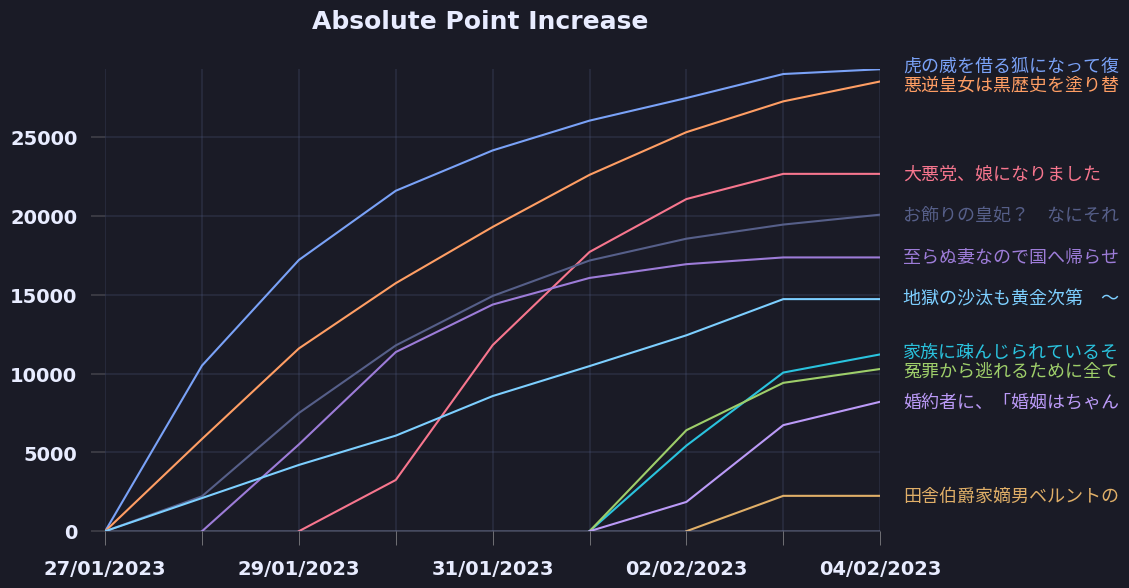 Absolute Point Increase
虎の威を借る狐になって復
悪逆皇女は黒歴史を塗り替
大悪党、娘になりました
お飾りの皇妃？　なにそれ
至らぬ妻なので国へ帰らせ
地獄の沙汰も黄金次第　～
家族に疎んじられているそ
冤罪から逃れるために全て
婚約者に、「婚姻はちゃん
田舎伯爵家嫡男ベルントの
25000
20000
15000
10000
5000
0
27/01/2023
29/01/2023
31/01/2023
02/02/2023
04/02/2023